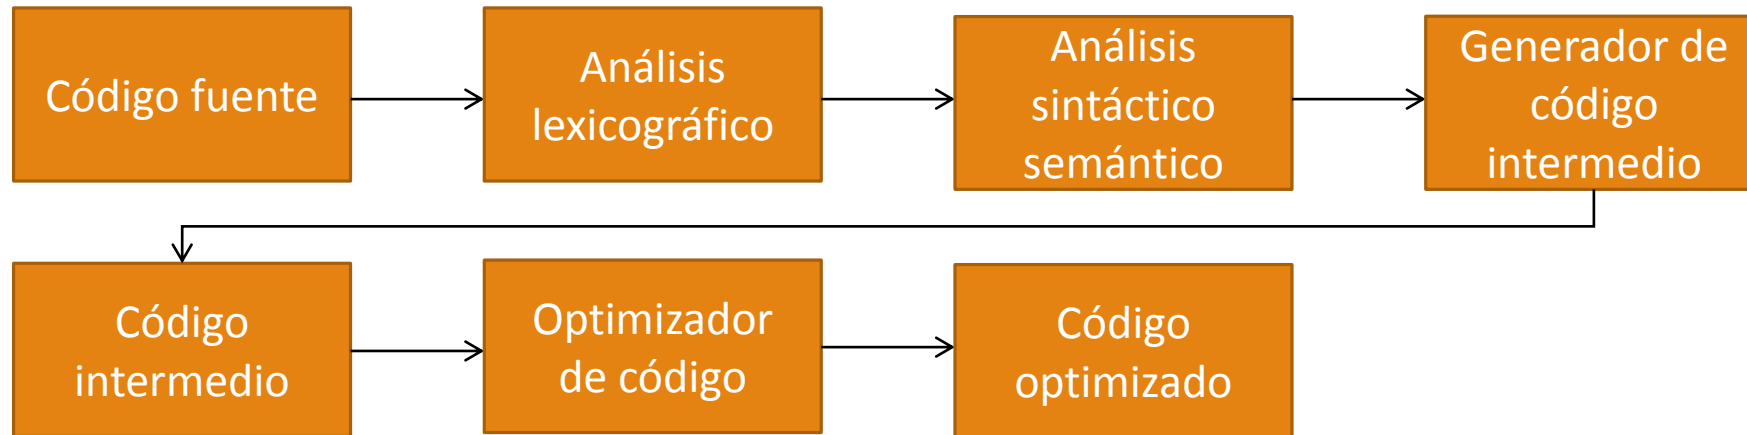 Código fuente
Análisis
lexicográfico
Análisis
sintáctico
semántico
Generador de
código
intermedio
Código
intermedio
Optimizador
de código
Código
optimizado